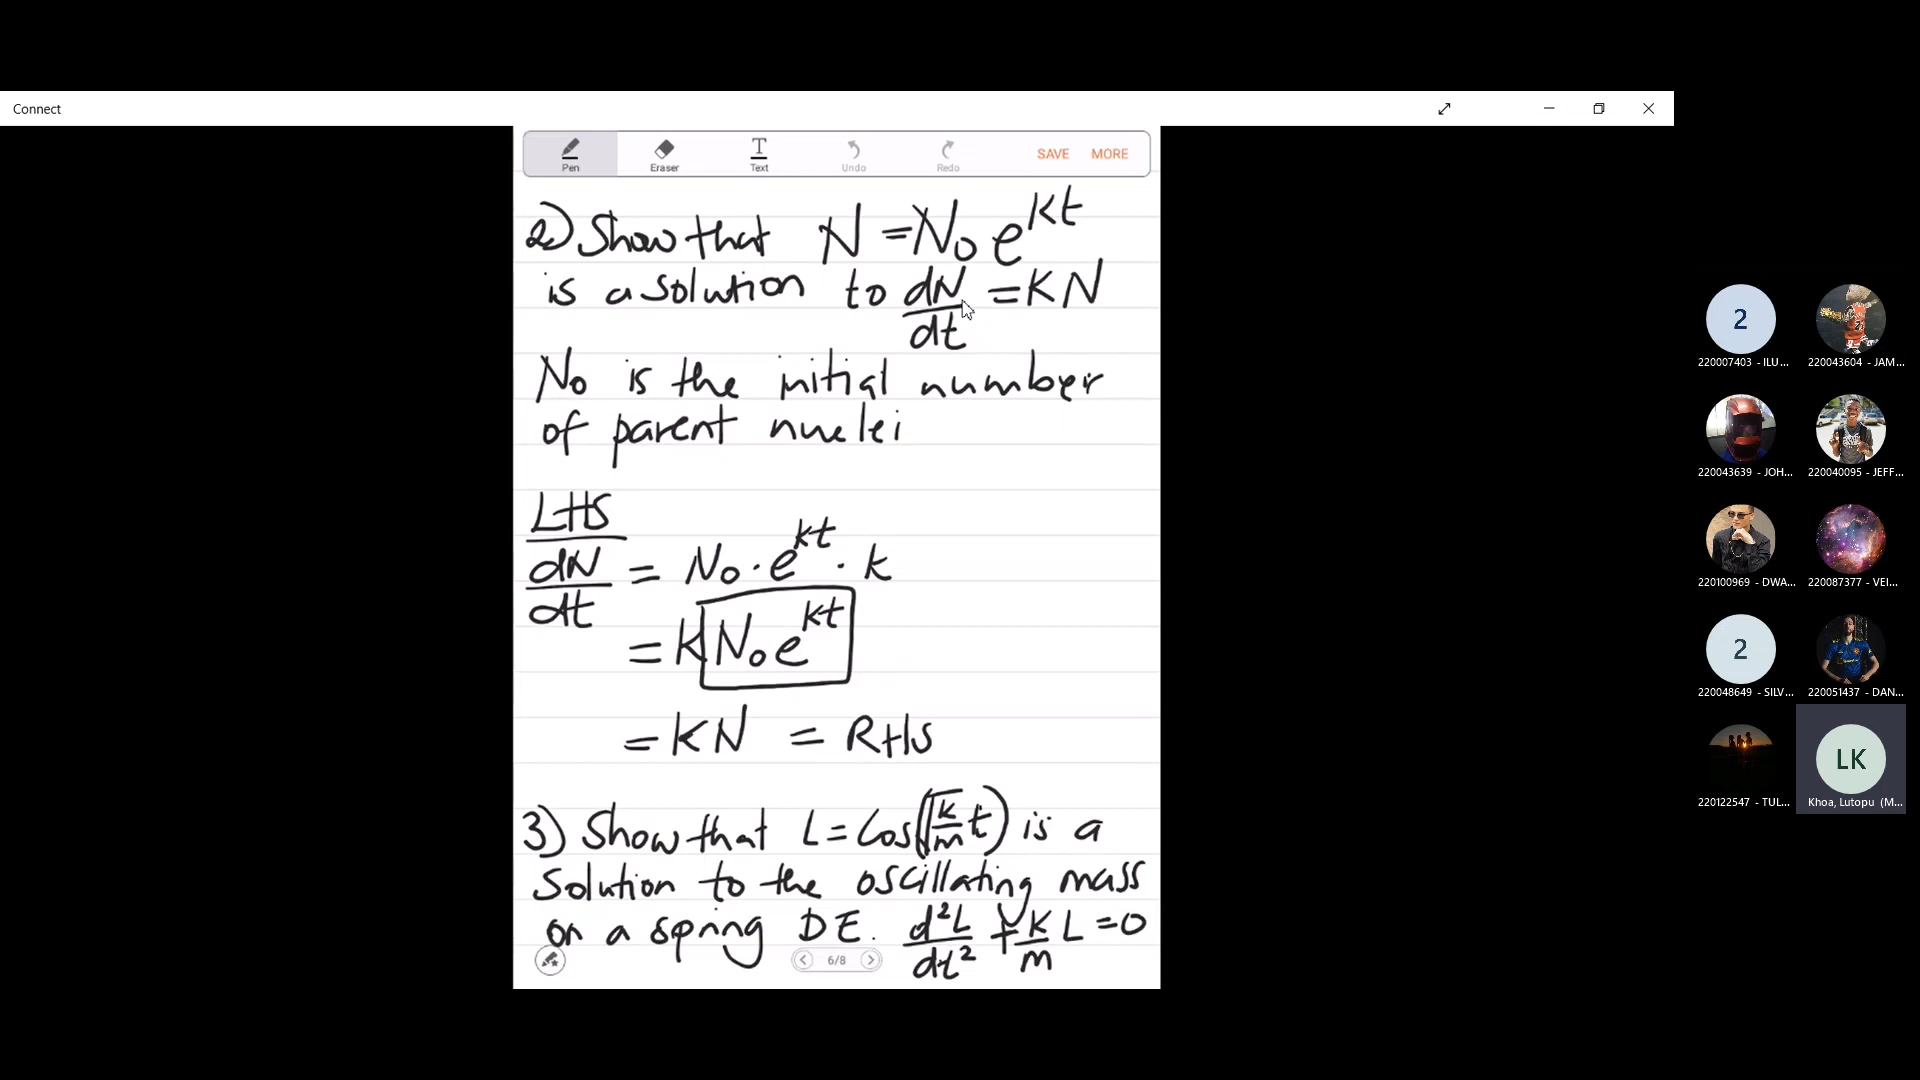 Connect
Pen
Eraser
T
Text
Undo
Redo
SAVE
MORE
2) Show that N = N₀ e^{kt}
is a solution to dN/dt = KN
N₀ is the initial number
of parent nuclei
LHS
dN/dt = N₀ · e^{kt} · k
= K N₀ e^{kt}
= KN = RHS
3) Show that L = Cos(√(k/m) t) is a
Solution to the oscillating mass
on a spring DE. d²L/dt² + k/m L = 0
6/8
2
220007403 - ILU...
220043604 - JAM...
220043639 - JOH...
220040095 - JEFF...
220100969 - DWA...
220087377 - VEI...
2
220048649 - SILV...
220051437 - DAN...
220122547 - TUL...
LK
Khoa, Lutopu (M...